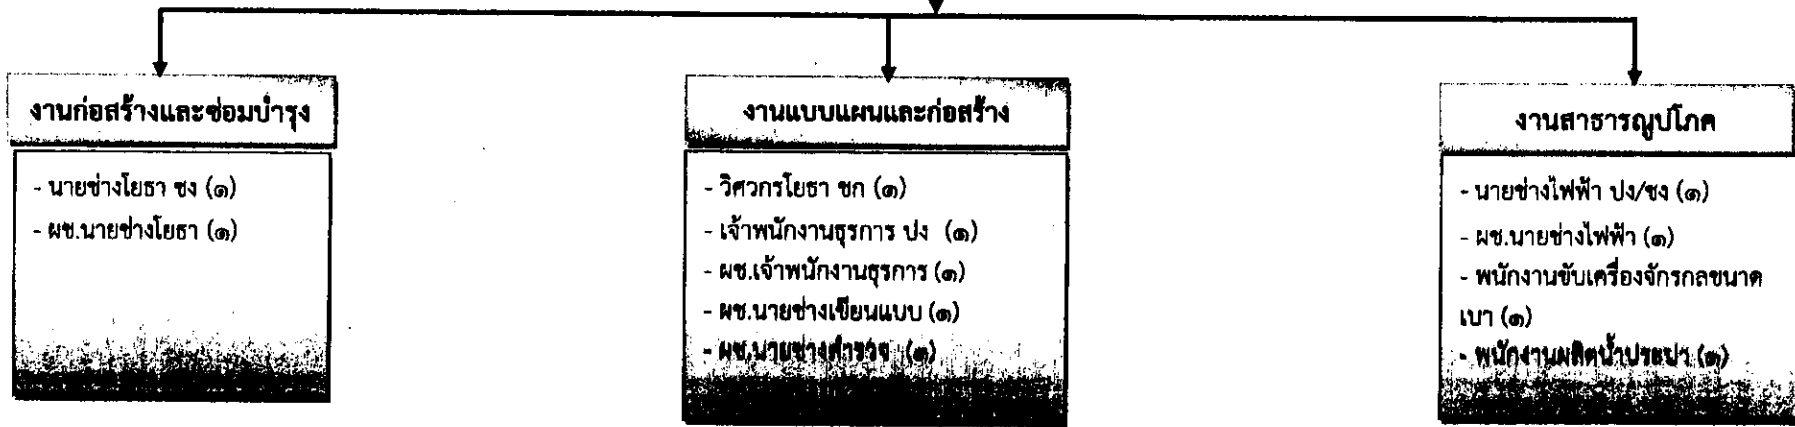 งานก่อสร้างและซ่อมบำรุง
- นายช่างโยธา ชง (๑)
- ผช.นายช่างโยธา (๑)
งานแบบแผนและก่อสร้าง
- วิศวกรโยธา ชก (๑)
- เจ้าพนักงานธุรการ ปง (๑)
- ผช.เจ้าพนักงานธุรการ (๑)
- ผช.นายช่างเขียนแบบ (๑)
- ผช.นายช่างสำรวจ (๑)
งานสาธารณูปโภค
- นายช่างไฟฟ้า ปง/ชง (๑)
- ผช.นายช่างไฟฟ้า (๑)
- พนักงานขับเครื่องจักรกลขนาด
เบา (๑)
- พนักงานผลิตน้ำประปา (๑)